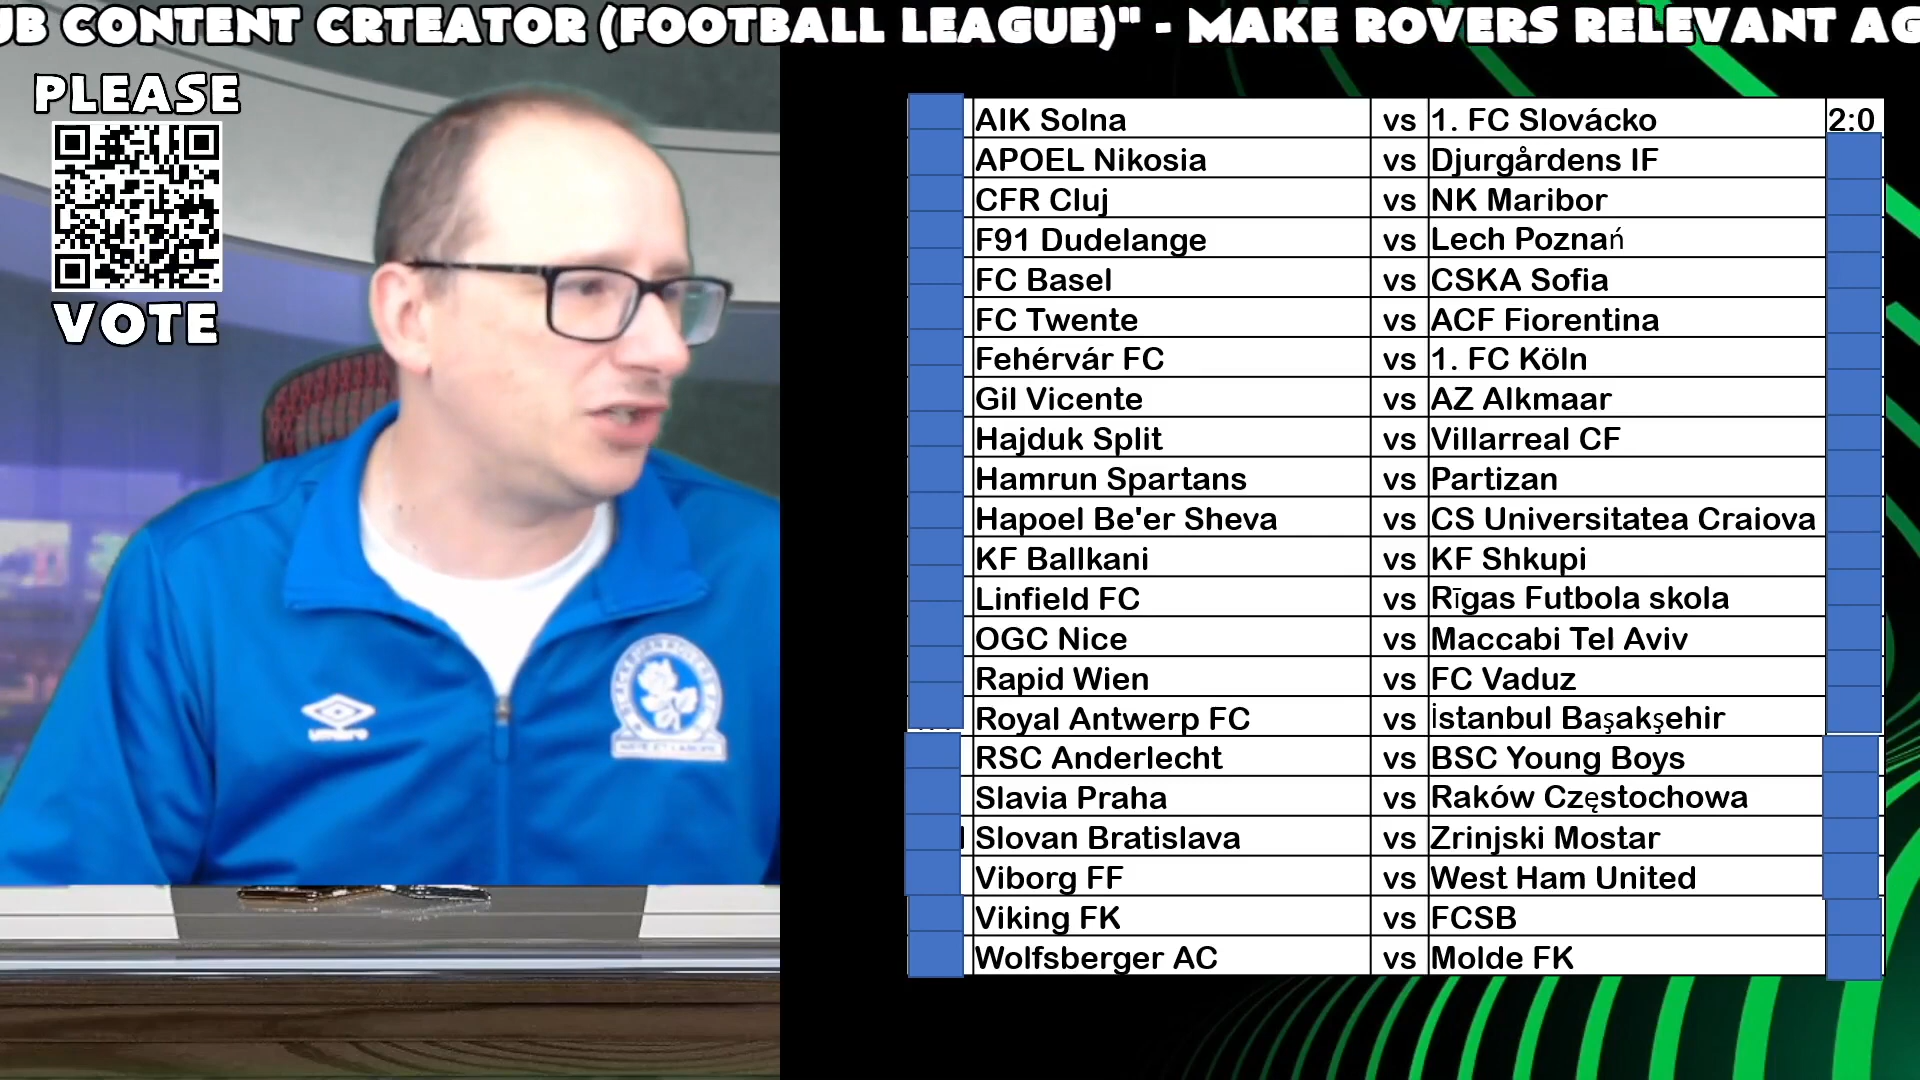 UB CONTENT CRTEATOR (FOOTBALL LEAGUE)" - MAKE ROVERS RELEVANT AG
PLEASE
VOTE
umbro
AIK Solna vs 1. FC Slovácko 2:0
APOEL Nikosia vs Djurgårdens IF
CFR Cluj vs NK Maribor
F91 Dudelange vs Lech Poznań
FC Basel vs CSKA Sofia
FC Twente vs ACF Fiorentina
Fehérvár FC vs 1. FC Köln
Gil Vicente vs AZ Alkmaar
Hajduk Split vs Villarreal CF
Hamrun Spartans vs Partizan
Hapoel Be'er Sheva vs CS Universitatea Craiova
KF Ballkani vs KF Shkupi
Linfield FC vs Rīgas Futbola skola
OGC Nice vs Maccabi Tel Aviv
Rapid Wien vs FC Vaduz
Royal Antwerp FC vs İstanbul Başakşehir
RSC Anderlecht vs BSC Young Boys
Slavia Praha vs Raków Częstochowa
Slovan Bratislava vs Zrinjski Mostar
Viborg FF vs West Ham United
Viking FK vs FCSB
Wolfsberger AC vs Molde FK